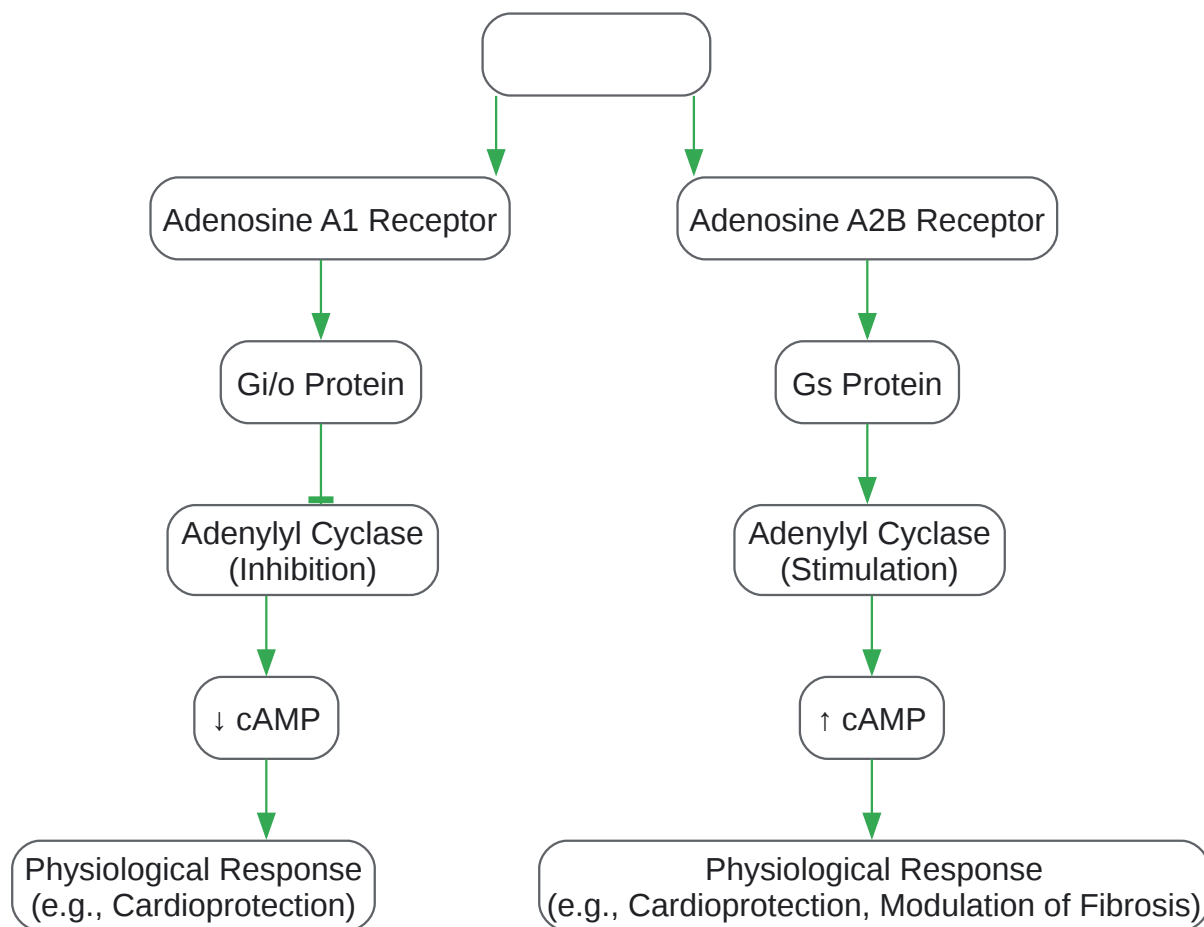 Adenosine A1 Receptor
Adenosine A2B Receptor
Gi/o Protein
Gs Protein
Adenylyl Cyclase
(Inhibition)
Adenylyl Cyclase
(Stimulation)
↓ cAMP
↑ cAMP
Physiological Response
(e.g., Cardioprotection)
Physiological Response
(e.g., Cardioprotection, Modulation of Fibrosis)